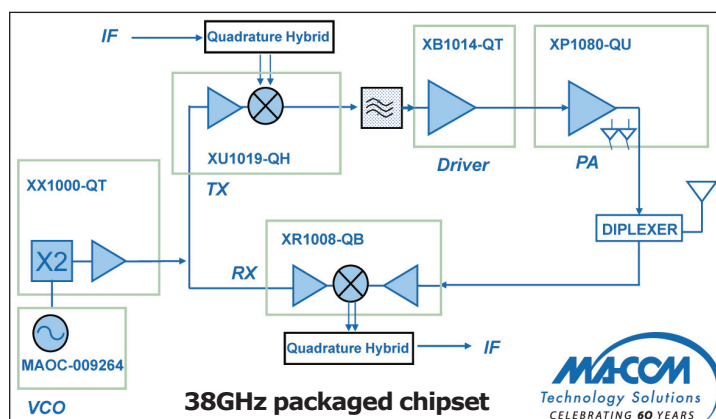 IF
Quadrature Hybrid
XB1014-QT
XP1080-QU
XU1019-QH
TX
Driver
PA
XX1000-QT
X2
XR1008-QB
RX
DIPLEXER
MAOC-009264
VCO
Quadrature Hybrid
IF
38GHz packaged chipset
MACOM
Technology Solutions
CELEBRATING 60 YEARS